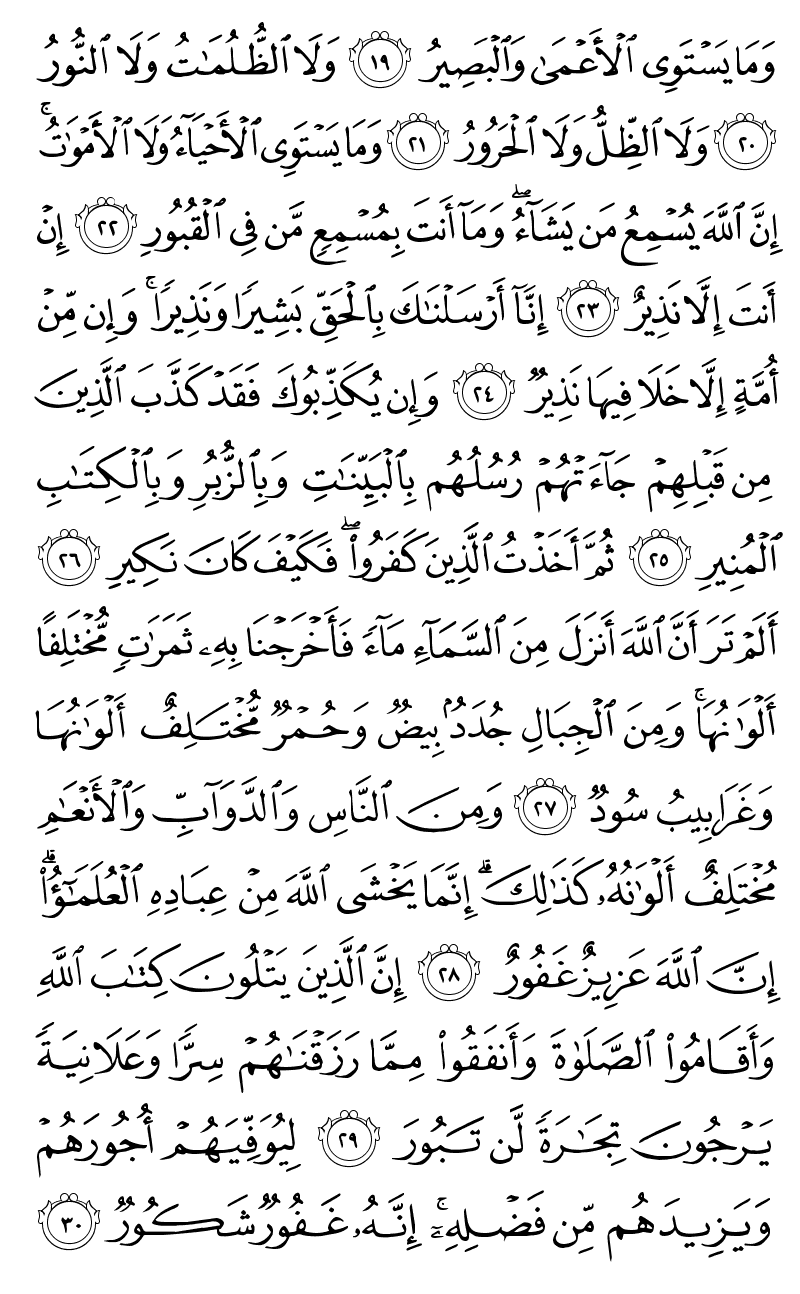 وَمَا يَسۡتَوِي ٱلۡأَعۡمَىٰ وَٱلۡبَصِيرُ ١٩ وَلَا ٱلظُّلُمَٰتُ وَلَا ٱلنُّورُ
٢٠ وَلَا ٱلظِّلُّ وَلَا ٱلۡحَرُورُ ٢١ وَمَا يَسۡتَوِي ٱلۡأَحۡيَآءُ وَلَا ٱلۡأَمۡوَٰتُۚ
إِنَّ ٱللَّهَ يُسۡمِعُ مَن يَشَآءُۖ وَمَآ أَنتَ بِمُسۡمِعٖ مَّن فِي ٱلۡقُبُورِ ٢٢ إِنۡ
أَنتَ إِلَّا نَذِيرٌ ٢٣ إِنَّآ أَرۡسَلۡنَٰكَ بِٱلۡحَقِّ بَشِيرٗا وَنَذِيرٗاۚ وَإِن مِّنۡ
أُمَّةٍ إِلَّا خَلَا فِيهَا نَذِيرٞ ٢٤ وَإِن يُكَذِّبُوكَ فَقَدۡ كَذَّبَ ٱلَّذِينَ
مِن قَبۡلِهِمۡ جَآءَتۡهُمۡ رُسُلُهُم بِٱلۡبَيِّنَٰتِ وَبِٱلزُّبُرِ وَبِٱلۡكِتَٰبِ
ٱلۡمُنِيرِ ٢٥ ثُمَّ أَخَذۡتُ ٱلَّذِينَ كَفَرُواْۖ فَكَيۡفَ كَانَ نَكِيرِ ٢٦
أَلَمۡ تَرَ أَنَّ ٱللَّهَ أَنزَلَ مِنَ ٱلسَّمَآءِ مَآءٗ فَأَخۡرَجۡنَا بِهِۦ ثَمَرَٰتٖ مُّخۡتَلِفًا
أَلۡوَٰنُهَاۚ وَمِنَ ٱلۡجِبَالِ جُدَدُۢ بِيضٞ وَحُمۡرٞ مُّخۡتَلِفٌ أَلۡوَٰنُهَا
وَغَرَابِيبُ سُودٞ ٢٧ وَمِنَ ٱلنَّاسِ وَٱلدَّوَآبِّ وَٱلۡأَنۡعَٰمِ
مُخۡتَلِفٌ أَلۡوَٰنُهُۥ كَذَٰلِكَۗ إِنَّمَا يَخۡشَى ٱللَّهَ مِنۡ عِبَادِهِ ٱلۡعُلَمَٰٓؤُاْۗ
إِنَّ ٱللَّهَ عَزِيزٌ غَفُورٌ ٢٨ إِنَّ ٱلَّذِينَ يَتۡلُونَ كِتَٰبَ ٱللَّهِ
وَأَقَامُواْ ٱلصَّلَوٰةَ وَأَنفَقُواْ مِمَّا رَزَقۡنَٰهُمۡ سِرّٗا وَعَلَانِيَةٗ
يَرۡجُونَ تِجَٰرَةٗ لَّن تَبُورَ ٢٩ لِيُوَفِّيَهُمۡ أُجُورَهُمۡ
وَيَزِيدَهُم مِّن فَضۡلِهِۦٓۚ إِنَّهُۥ غَفُورٞ شَكُورٞ ٣٠